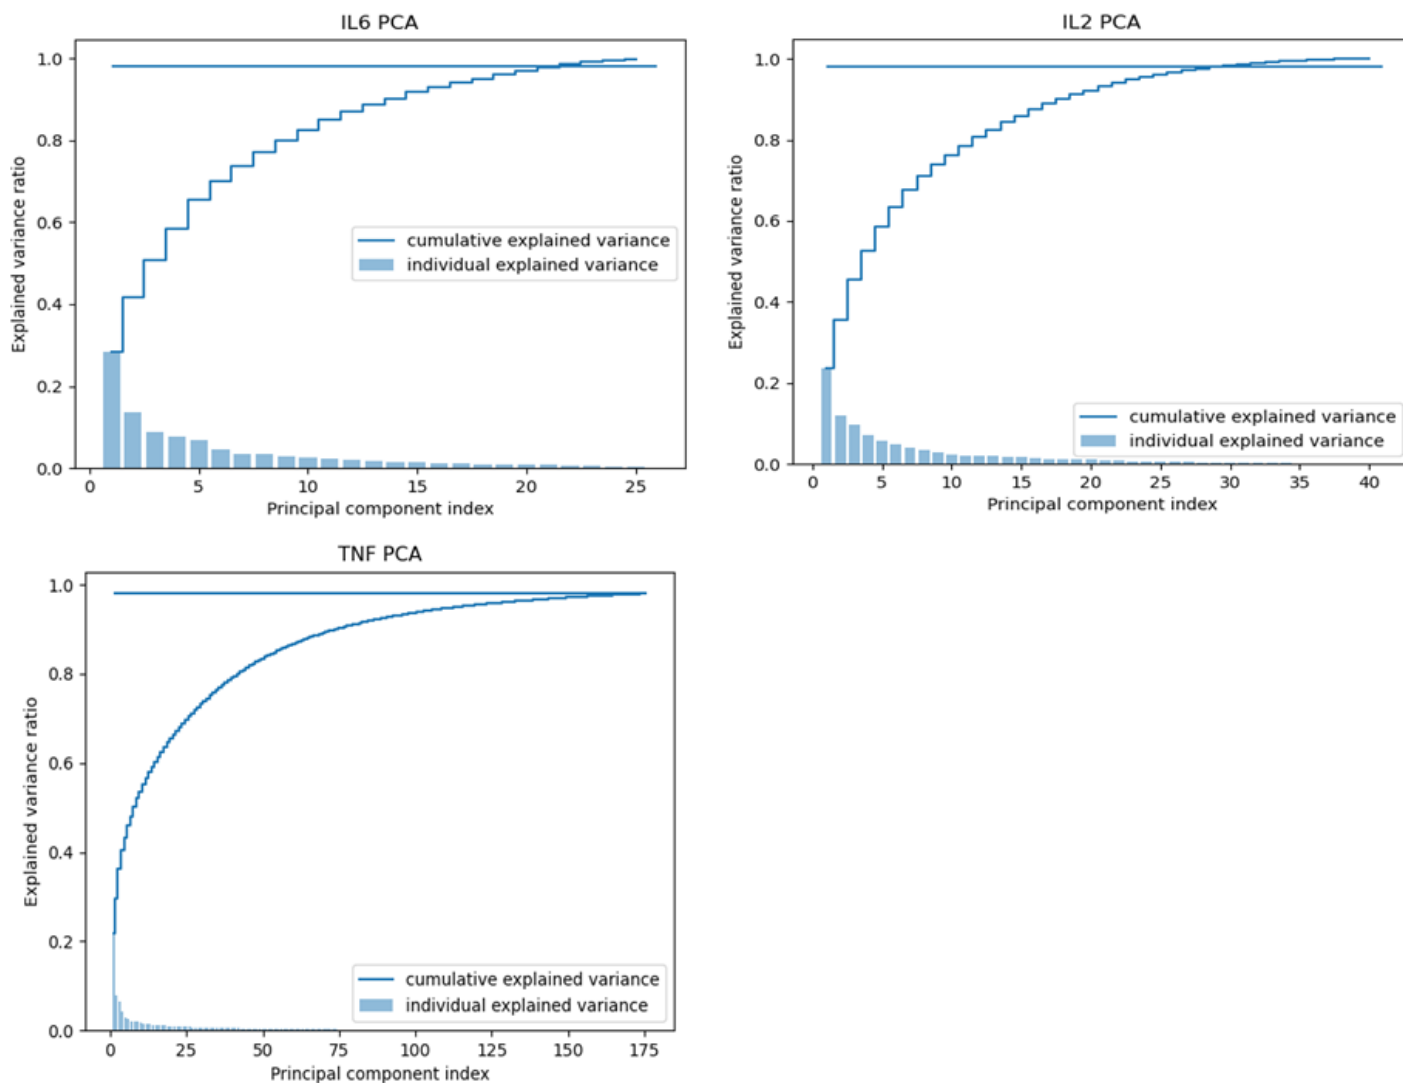 IL6 PCA
1.0
0.8
0.6
0.4
0.2
0.0
Explained variance ratio
cumulative explained variance
individual explained variance
0 5 10 15 20 25
Principal component index
IL2 PCA
1.0
0.8
0.6
0.4
0.2
0.0
Explained variance ratio
cumulative explained variance
individual explained variance
0 5 10 15 20 25 30 35 40
Principal component index
TNF PCA
1.0
0.8
0.6
0.4
0.2
0.0
Explained variance ratio
cumulative explained variance
individual explained variance
0 25 50 75 100 125 150 175
Principal component index